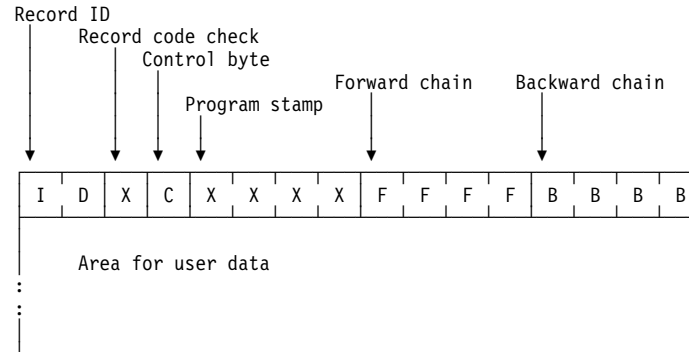 Record ID
Record code check
Control byte
Forward chain Backward chain
Program stamp
I D X C X X X X F F F F B B B B
Area for user data
:
: